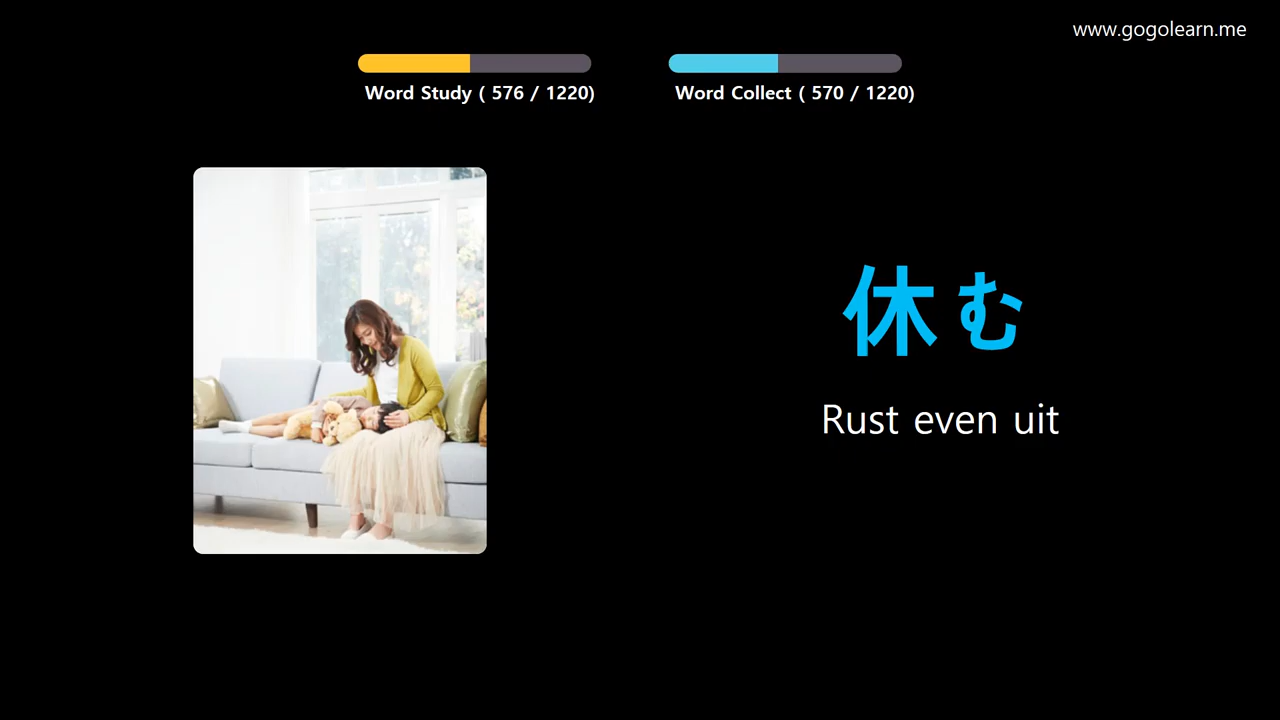 www.gogolearn.me
Word Study ( 576 / 1220)
Word Collect ( 570 / 1220)
休む
Rust even uit